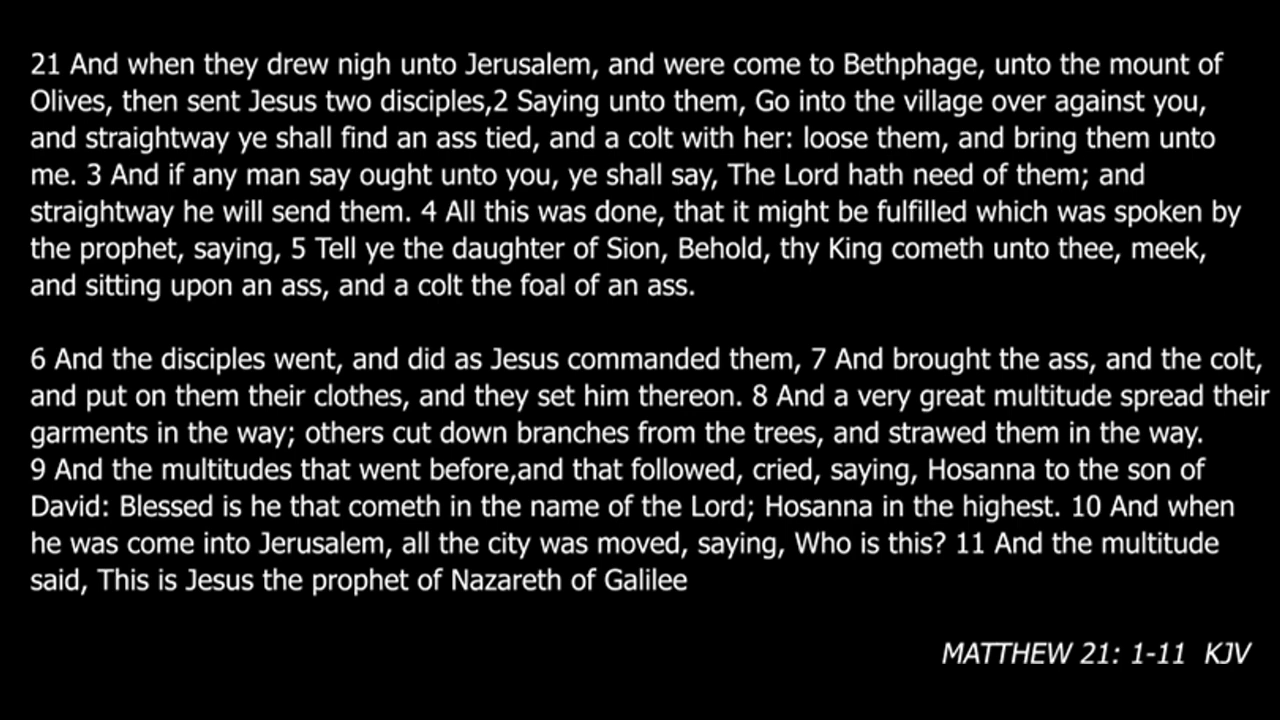 21 And when they drew nigh unto Jerusalem, and were come to Bethphage, unto the mount of
Olives, then sent Jesus two disciples,2 Saying unto them, Go into the village over against you,
and straightway ye shall find an ass tied, and a colt with her: loose them, and bring them unto
me. 3 And if any man say ought unto you, ye shall say, The Lord hath need of them; and
straightway he will send them. 4 All this was done, that it might be fulfilled which was spoken by
the prophet, saying, 5 Tell ye the daughter of Sion, Behold, thy King cometh unto thee, meek,
and sitting upon an ass, and a colt the foal of an ass.
6 And the disciples went, and did as Jesus commanded them, 7 And brought the ass, and the colt,
and put on them their clothes, and they set him thereon. 8 And a very great multitude spread their
garments in the way; others cut down branches from the trees, and strawed them in the way.
9 And the multitudes that went before,and that followed, cried, saying, Hosanna to the son of
David: Blessed is he that cometh in the name of the Lord; Hosanna in the highest. 10 And when
he was come into Jerusalem, all the city was moved, saying, Who is this? 11 And the multitude
said, This is Jesus the prophet of Nazareth of Galilee
MATTHEW 21: 1-11 KJV